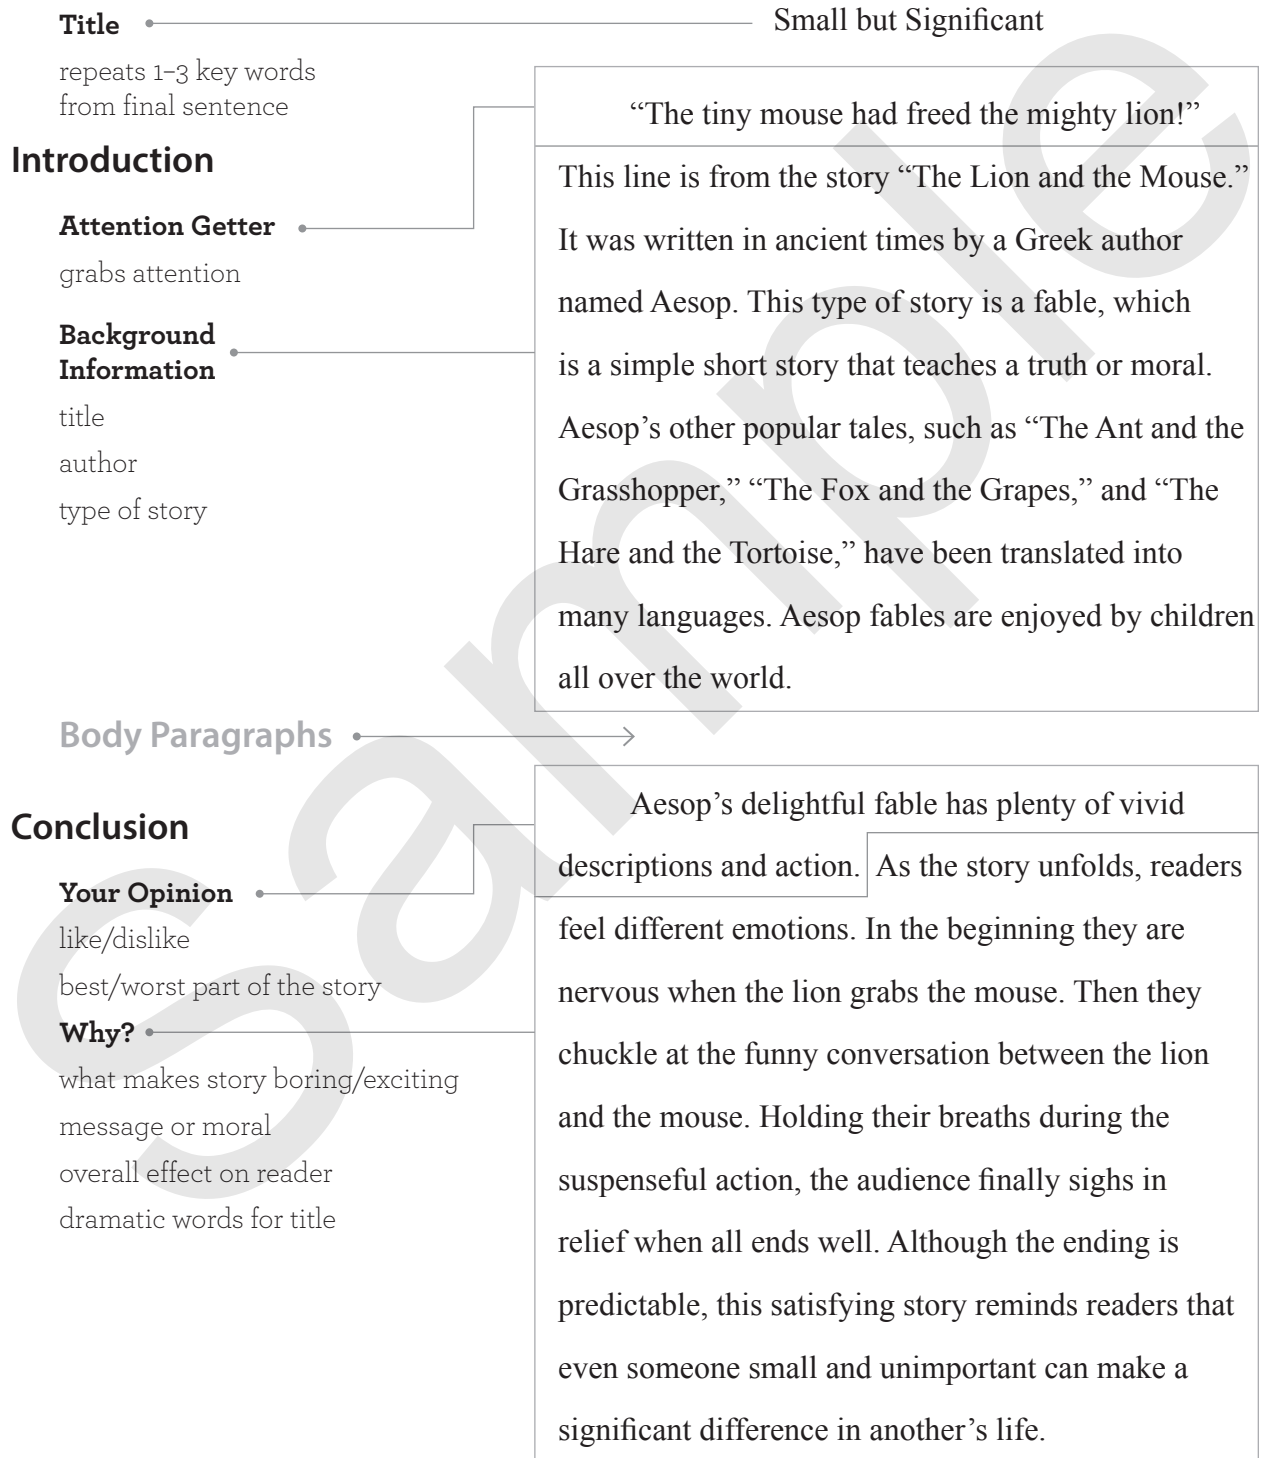 Title
Small but Significant
repeats 1–3 key words
from final sentence
“The tiny mouse had freed the mighty lion!”
Introduction
This line is from the story “The Lion and the Mouse.”
Attention Getter
It was written in ancient times by a Greek author
grabs attention
named Aesop. This type of story is a fable, which
Background
Information
is a simple short story that teaches a truth or moral.
title
Aesop’s other popular tales, such as “The Ant and the
author
Grasshopper,” “The Fox and the Grapes,” and “The
type of story
Hare and the Tortoise,” have been translated into
many languages. Aesop fables are enjoyed by children
all over the world.
Body Paragraphs
Aesop’s delightful fable has plenty of vivid
Conclusion
descriptions and action. As the story unfolds, readers
Your Opinion
feel different emotions. In the beginning they are
like/dislike
nervous when the lion grabs the mouse. Then they
best/worst part of the story
Why?
chuckle at the funny conversation between the lion
what makes story boring/exciting
and the mouse. Holding their breaths during the
message or moral
suspenseful action, the audience finally sighs in
overall effect on reader
dramatic words for title
relief when all ends well. Although the ending is
predictable, this satisfying story reminds readers that
even someone small and unimportant can make a
significant difference in another’s life.
Sample